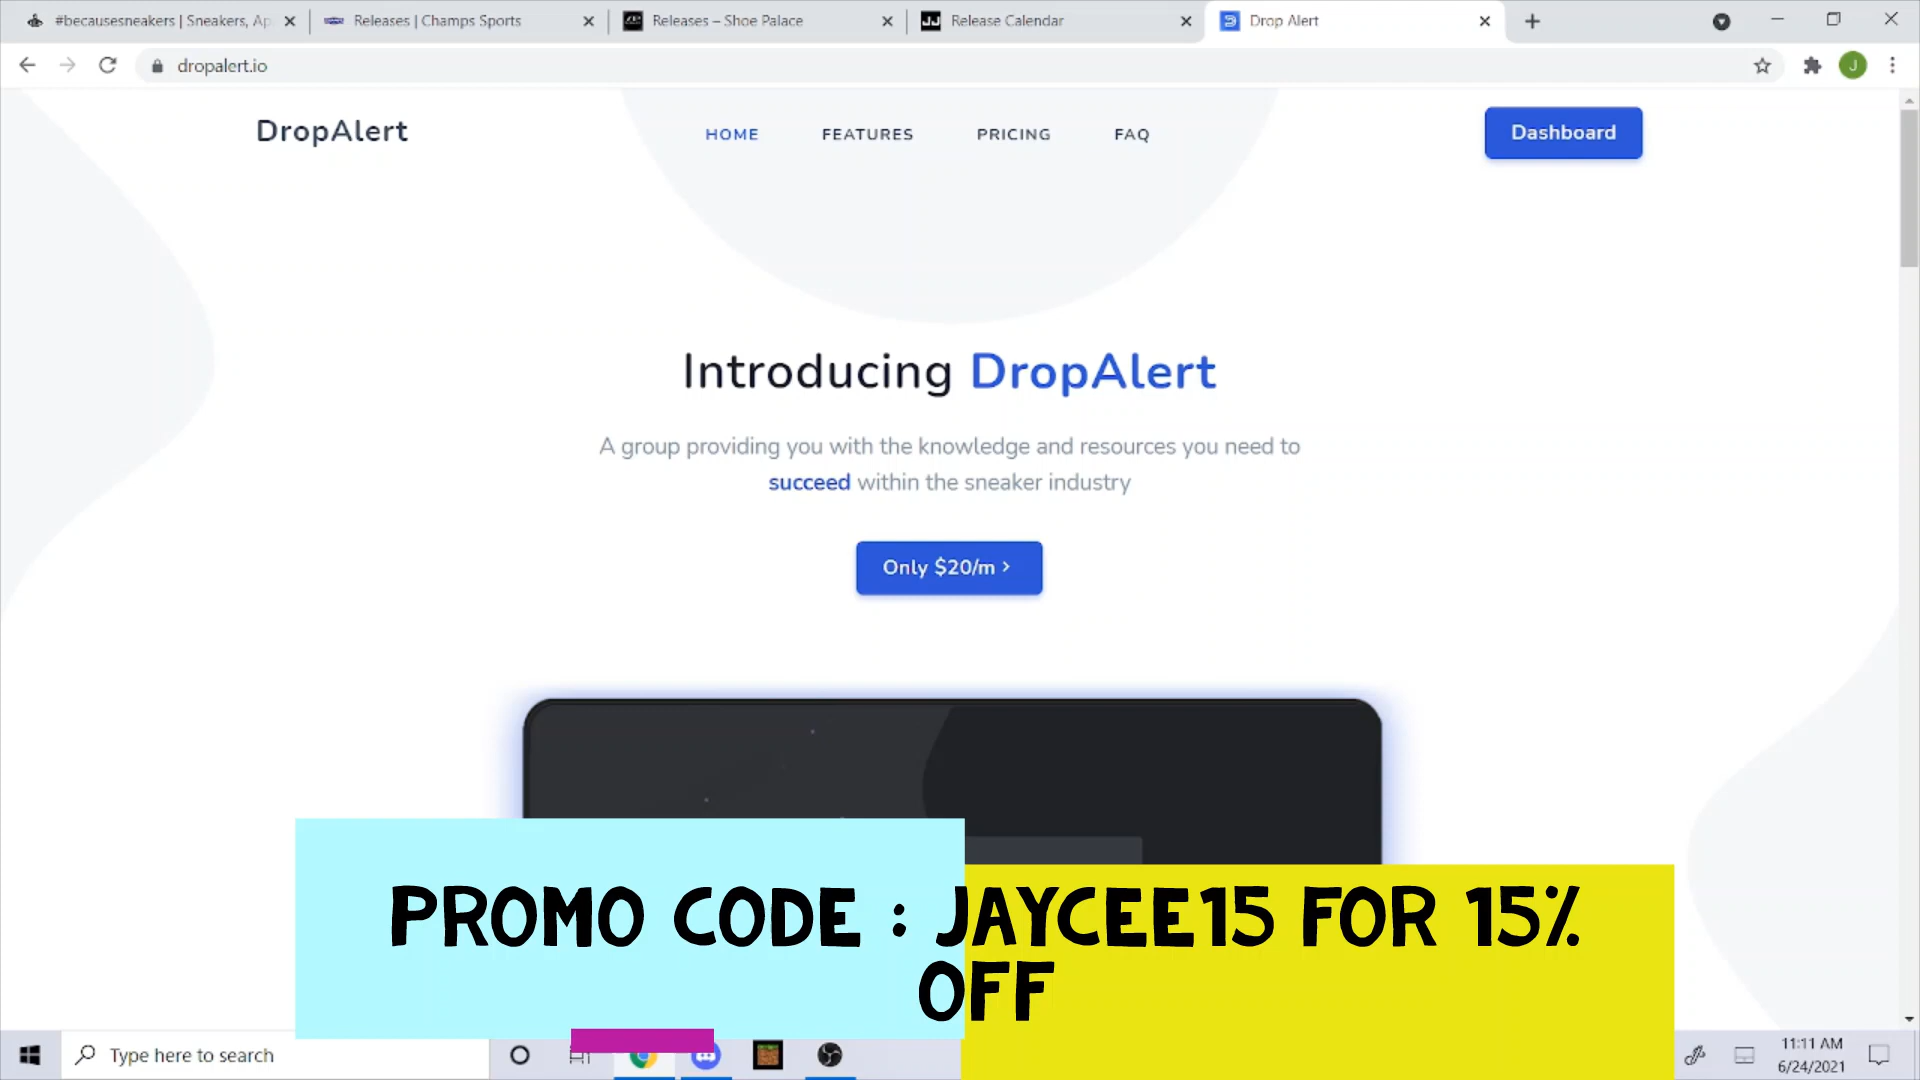 #becausesneakers | Sneakers, Ap
Releases | Champs Sports
Releases – Shoe Palace
Release Calendar
Drop Alert
dropalert.io
J
DropAlert
HOME
FEATURES
PRICING
FAQ
Dashboard
Introducing DropAlert
A group providing you with the knowledge and resources you need to
succeed within the sneaker industry
Only $20/m >
PROMO CODE : JAYCEE15 FOR 15%
OFF
Type here to search
11:11 AM
6/24/2021